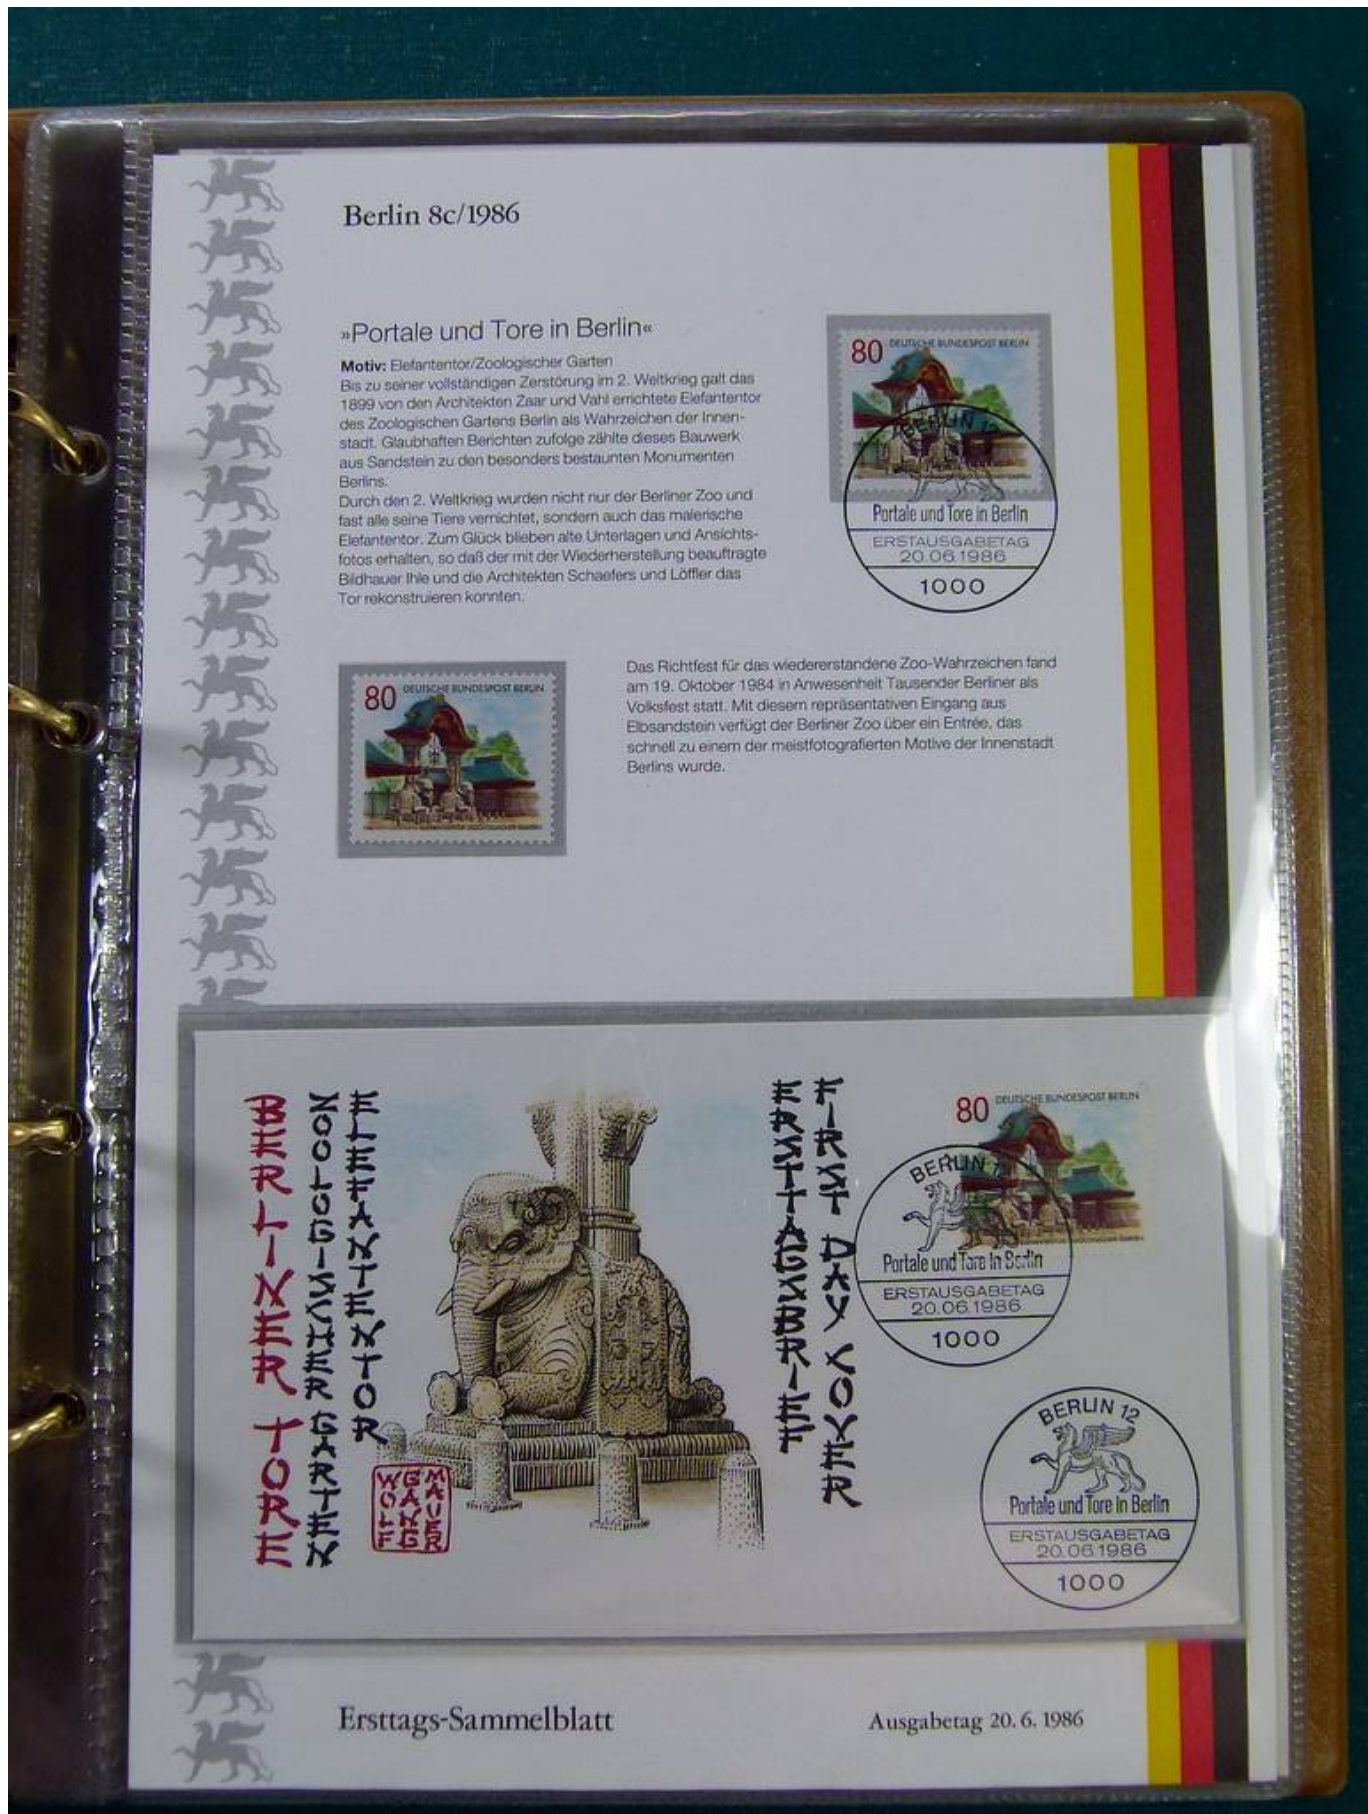 Berlin 8c/1986
»Portale und Tore in Berlin«
Motiv: Elefantentor/Zoologischer Garten
Bis zu seiner vollständigen Zerstörung im 2. Weltkrieg galt das
1899 von den Architekten Zaar und Vahl errichtete Elefantentor
des Zoologischen Gartens Berlin als Wahrzeichen der Innen-
stadt. Glaubhaften Berichten zufolge zählte dieses Bauwerk
aus Sandstein zu den besonders bestaunten Monumenten
Berlins.
Durch den 2. Weltkrieg wurden nicht nur der Berliner Zoo und
fast alle seine Tiere vernichtet, sondern auch das malerische
Elefantentor. Zum Glück blieben alte Unterlagen und Ansichts-
fotos erhalten, so daß der mit der Wiederherstellung beauftragte
Bildhauer Ihle und die Architekten Schaefers und Löffler das
Tor rekonstruieren konnten.
80 DEUTSCHE BUNDESPOST BERLIN
BERLIN 12
Portale und Tore in Berlin
ERSTAUSGABETAG
20.06.1986
1000
80 DEUTSCHE BUNDESPOST BERLIN
Das Richtfest für das wiedererstandene Zoo-Wahrzeichen fand
am 19. Oktober 1984 in Anwesenheit Tausender Berliner als
Volksfest statt. Mit diesem repräsentativen Eingang aus
Elbsandstein verfügt der Berliner Zoo über ein Entrée, das
schnell zu einem der meistfotografierten Motive der Innenstadt
Berlins wurde.
BERLINER TORE
ZOOLOGISCHER GARTEN
ELEFANTENTOR
WOLF
GANG
MAUER
ERSTTAGSBRIEF
FIRST DAY COVER
80 DEUTSCHE BUNDESPOST BERLIN
BERLIN 1
Portale und Tore in Berlin
ERSTAUSGABETAG
20.06.1986
1000
BERLIN 12
Portale und Tore in Berlin
ERSTAUSGABETAG
20.06.1986
1000
Ersttags-Sammelblatt
Ausgabetag 20. 6. 1986